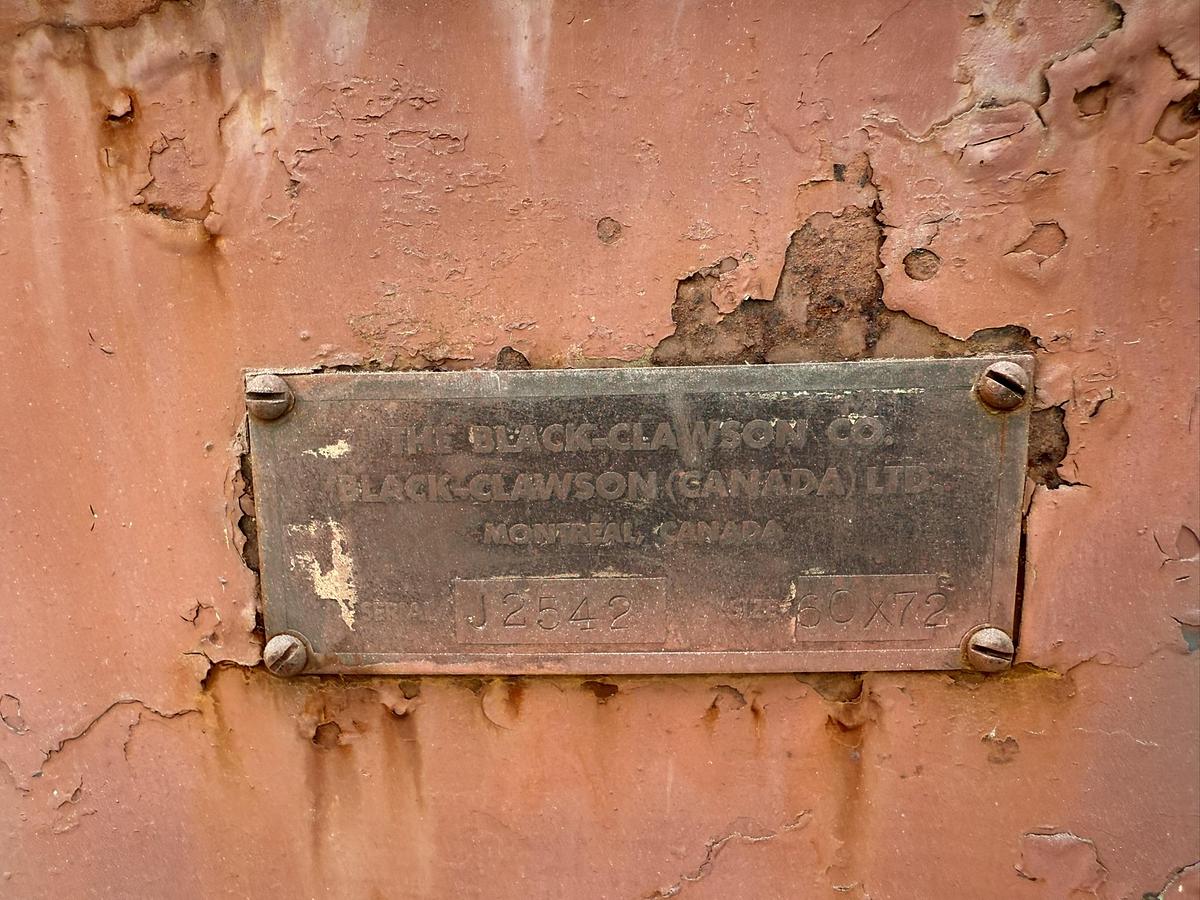 THE BLACK-CLAWSON CO.
BLACK-CLAWSON (CANADA) LTD.
MONTREAL, CANADA
SERIAL J2542 SIZE 60X72